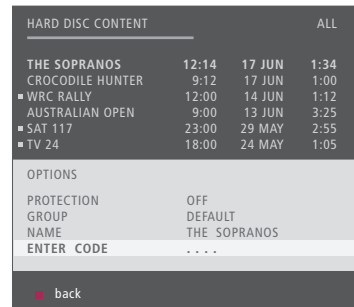 HARD DISC CONTENT ALL
THE SOPRANOS 12:14 17 JUN 1:34
CROCODILE HUNTER 9:12 17 JUN 1:00
WRC RALLY 12:00 14 JUN 1:12
AUSTRALIAN OPEN 9:00 13 JUN 3:25
SAT 117 23:00 29 MAY 2:55
TV 24 18:00 24 MAY 1:05
OPTIONS
PROTECTION OFF
GROUP DEFAULT
NAME THE SOPRANOS
ENTER CODE . . . .
back